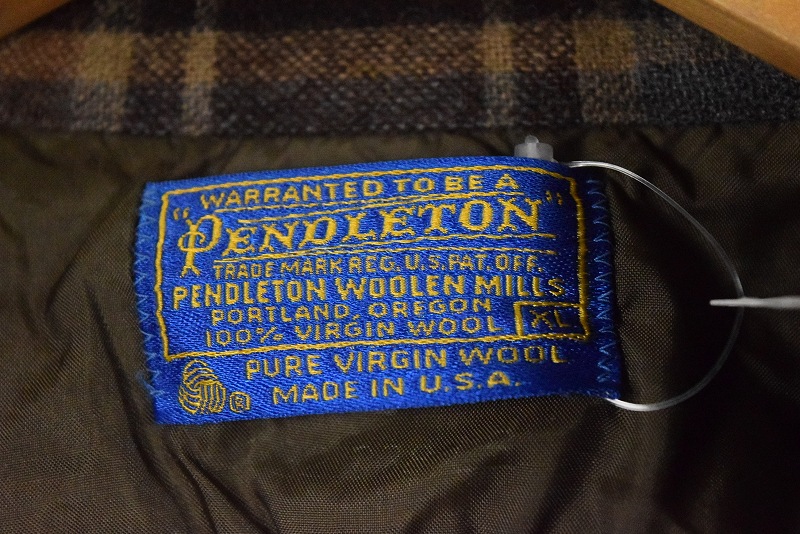 "WARRANTED TO BE A
PENDLETON"
TRADE MARK REG. U.S. PAT. OFF.
PENDLETON WOOLEN MILLS
PORTLAND, OREGON
100% VIRGIN WOOL XL
PURE VIRGIN WOOL
® MADE IN U.S.A.